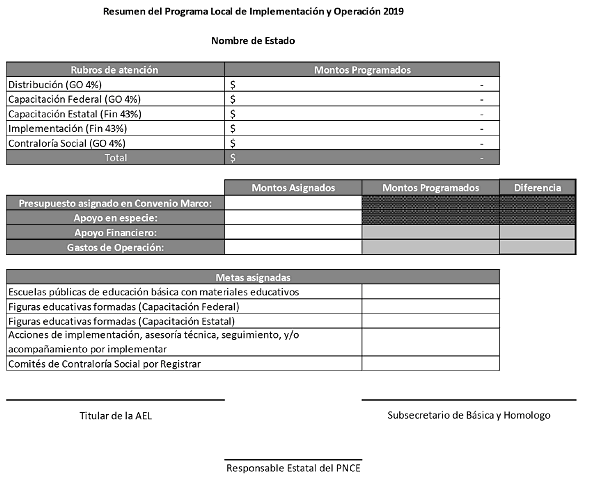 Resumen del Programa Local de Implementación y Operación 2019
Nombre de Estado
Rubros de atención Montos Programados
Distribución (GO 4%) $ -
Capacitación Federal (GO 4%) $ -
Capacitación Estatal (Fin 43%) $ -
Implementación (Fin 43%) $ -
Contraloría Social (GO 4%) $ -
Total $ -
Montos Asignados Montos Programados Diferencia
Presupuesto asignado en Convenio Marco:
Apoyo en especie:
Apoyo Financiero:
Gastos de Operación:
Metas asignadas
Escuelas públicas de educación básica con materiales educativos
Figuras educativas formadas (Capacitación Federal)
Figuras educativas formadas (Capacitación Estatal)
Acciones de implementación, asesoría técnica, seguimiento, y/o
acompañamiento por implementar
Comités de Contraloría Social por Registrar
Titular de la AEL Subsecretario de Básica y Homologo
Responsable Estatal del PNCE